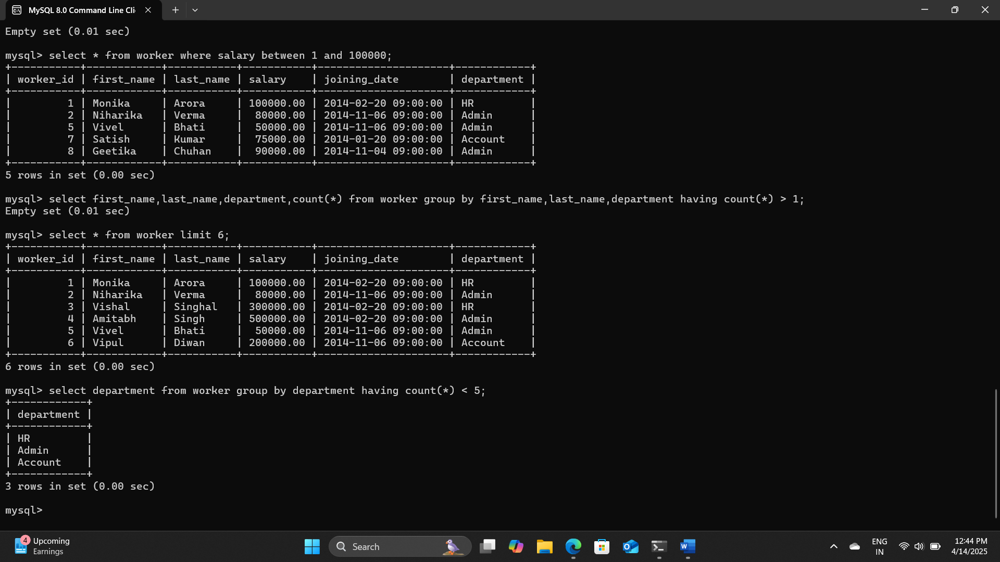 MySQL 8.0 Command Line Cli
Empty set (0.01 sec)
mysql> select * from worker where salary between 1 and 100000;
+-----------+------------+-----------+-----------+---------------------+------------+
| worker_id | first_name | last_name | salary    | joining_date        | department |
+-----------+------------+-----------+-----------+---------------------+------------+
|         1 | Monika     | Arora     | 100000.00 | 2014-02-20 09:00:00 | HR         |
|         2 | Niharika   | Verma     |  80000.00 | 2014-11-06 09:00:00 | Admin      |
|         5 | Vivel      | Bhati     |  50000.00 | 2014-11-06 09:00:00 | Admin      |
|         7 | Satish     | Kumar     |  75000.00 | 2014-01-20 09:00:00 | Account    |
|         8 | Geetika    | Chuhan    |  90000.00 | 2014-11-04 09:00:00 | Admin      |
+-----------+------------+-----------+-----------+---------------------+------------+
5 rows in set (0.00 sec)
mysql> select first_name,last_name,department,count(*) from worker group by first_name,last_name,department having count(*) > 1;
Empty set (0.01 sec)
mysql> select * from worker limit 6;
+-----------+------------+-----------+-----------+---------------------+------------+
| worker_id | first_name | last_name | salary    | joining_date        | department |
+-----------+------------+-----------+-----------+---------------------+------------+
|         1 | Monika     | Arora     | 100000.00 | 2014-02-20 09:00:00 | HR         |
|         2 | Niharika   | Verma     |  80000.00 | 2014-11-06 09:00:00 | Admin      |
|         3 | Vishal     | Singhal   | 300000.00 | 2014-02-20 09:00:00 | HR         |
|         4 | Amitabh    | Singh     | 500000.00 | 2014-02-20 09:00:00 | Admin      |
|         5 | Vivel      | Bhati     |  50000.00 | 2014-11-06 09:00:00 | Admin      |
|         6 | Vipul      | Diwan     | 200000.00 | 2014-11-06 09:00:00 | Account    |
+-----------+------------+-----------+-----------+---------------------+------------+
6 rows in set (0.00 sec)
mysql> select department from worker group by department having count(*) < 5;
+------------+
| department |
+------------+
| HR         |
| Admin      |
| Account    |
+------------+
3 rows in set (0.00 sec)
mysql>
4
Upcoming
Earnings
Search
ENG
IN
12:44 PM
4/14/2025